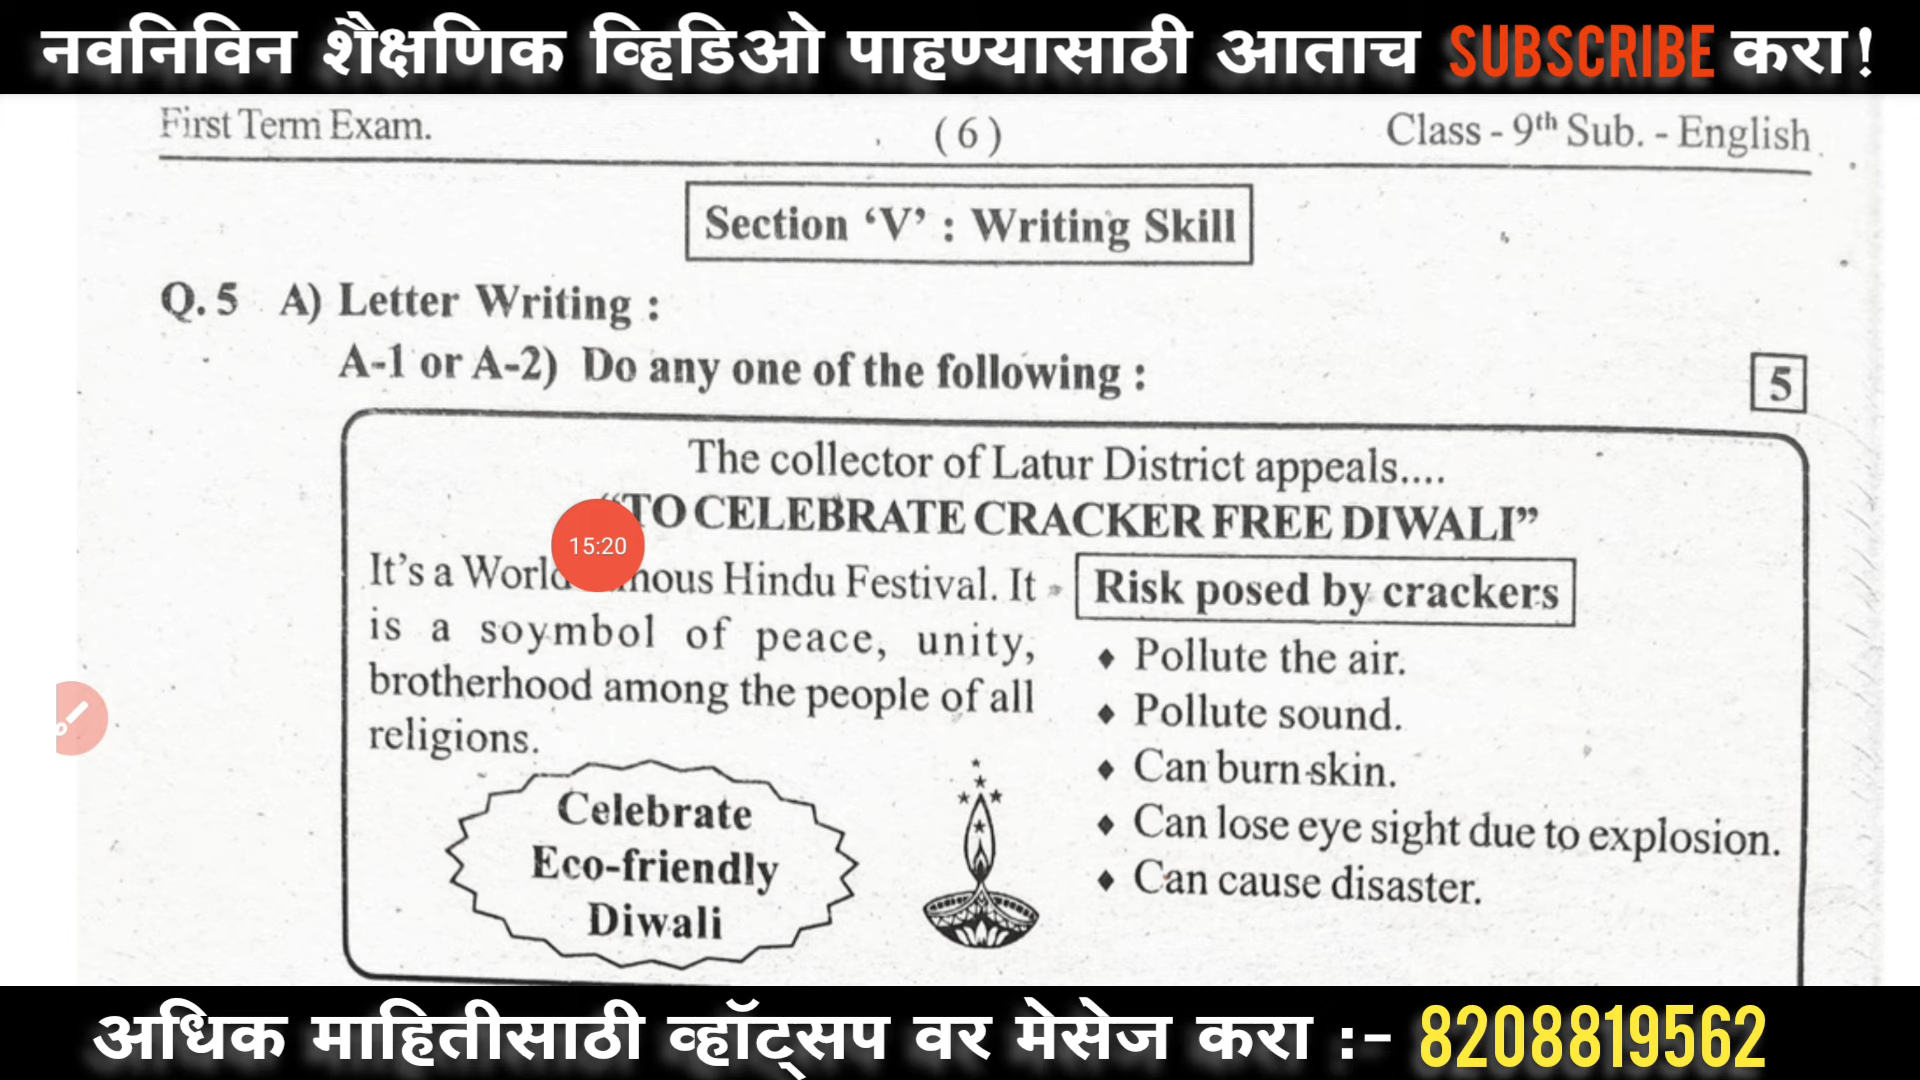 नवनिविन शैक्षणिक व्हिडिओ पाहण्यासाठी आताच SUBSCRIBE करा!
First Term Exam. (6) Class - 9th Sub. - English
Section ‘V’ : Writing Skill
Q. 5 A) Letter Writing :
A-1 or A-2) Do any one of the following : 5
The collector of Latur District appeals....
“TO CELEBRATE CRACKER FREE DIWALI”
15:20
It's a World Hindu Festival. It
is a soymbol of peace, unity,
brotherhood among the people of all
religions.
Celebrate
Eco-friendly
Diwali
Risk posed by crackers
♦ Pollute the air.
♦ Pollute sound.
♦ Can burn skin.
♦ Can lose eye sight due to explosion.
♦ Can cause disaster.
अधिक माहितीसाठी व्हॉट्सप वर मेसेज करा :- 8208819562